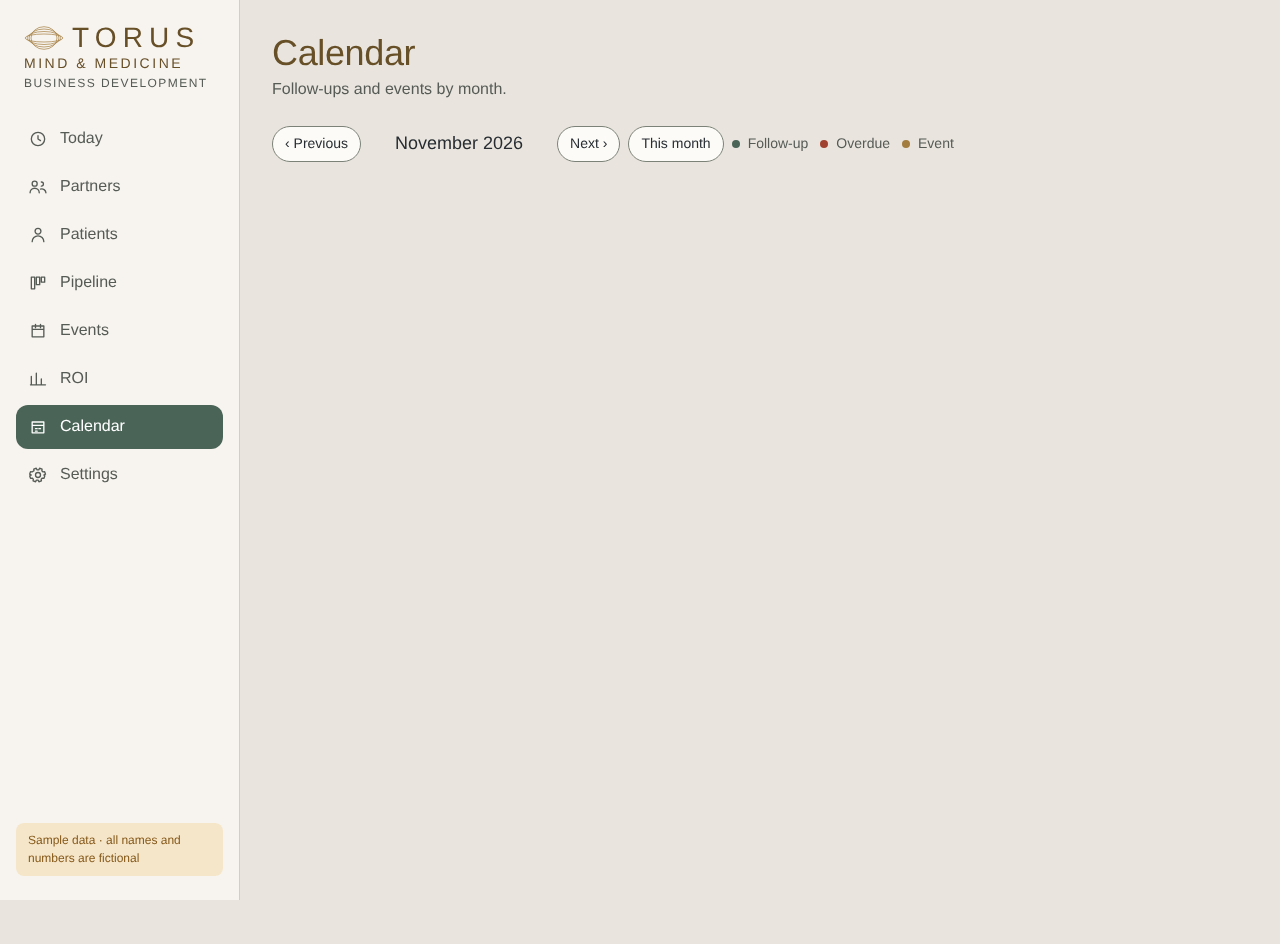 TORUS
MIND & MEDICINE
BUSINESS DEVELOPMENT
Today
Partners
Patients
Pipeline
Events
ROI
Calendar
Settings
Sample data · all names and
numbers are fictional
Calendar
Follow-ups and events by month.
‹ Previous
November 2026
Next ›
This month
Follow-up
Overdue
Event